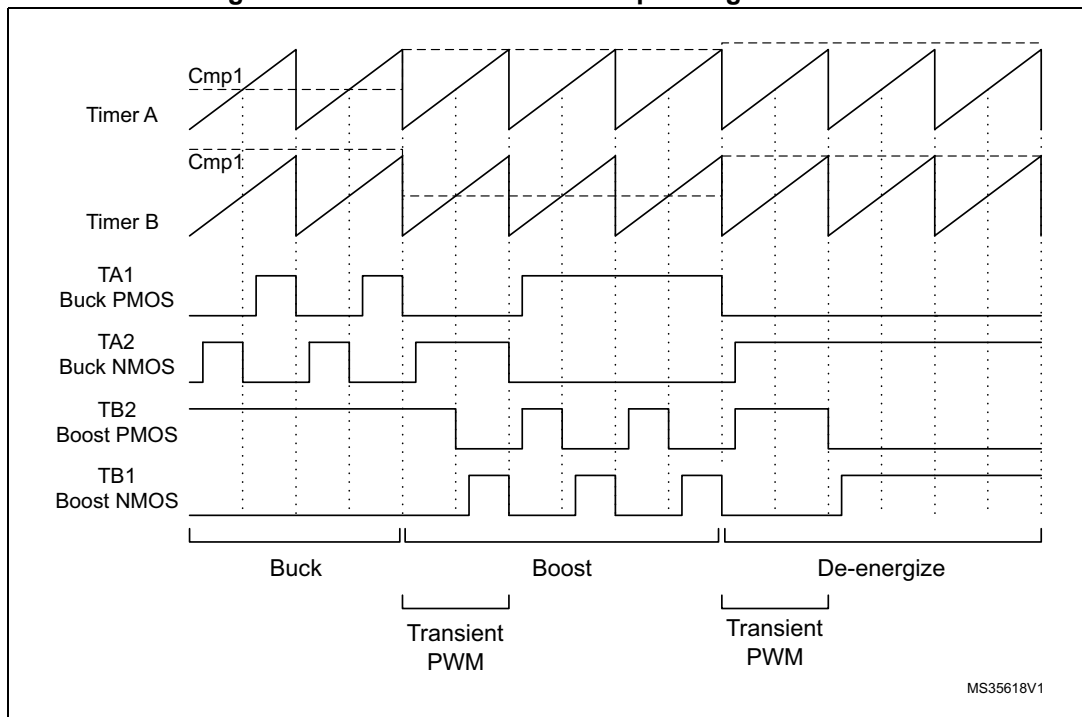 Cmp1
Timer A
Cmp1
Timer B
TA1
Buck PMOS
TA2
Buck NMOS
TB2
Boost PMOS
TB1
Boost NMOS
Buck
Boost
De-energize
Transient
PWM
Transient
PWM
MS35618V1